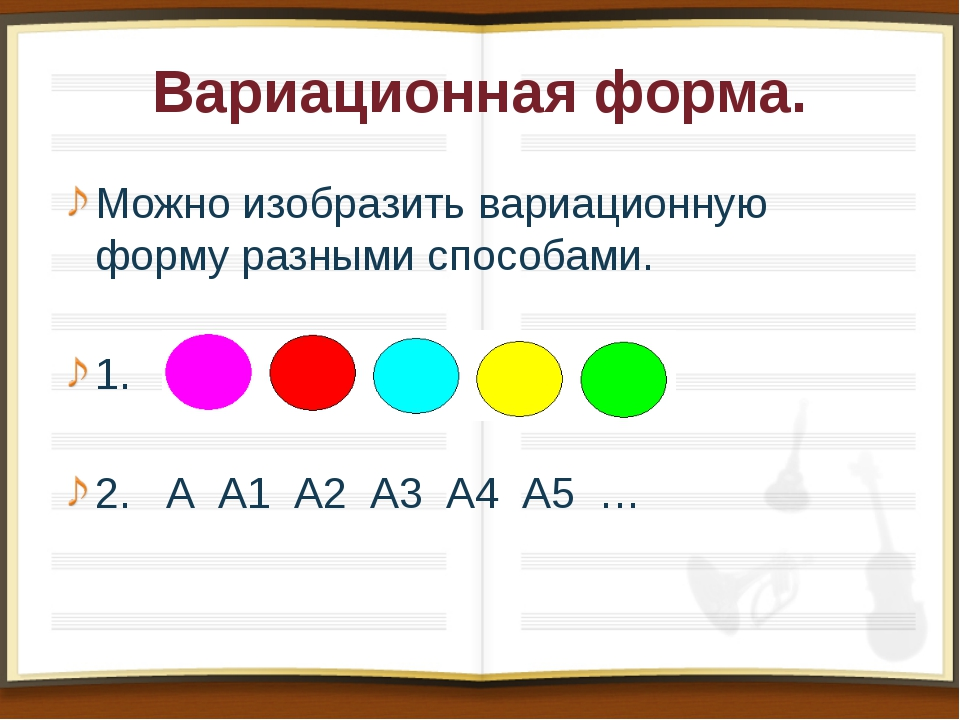 Вариационная форма.
Можно изобразить вариационную
форму разными способами.
1.
2. А А1 А2 А3 А4 А5 ...